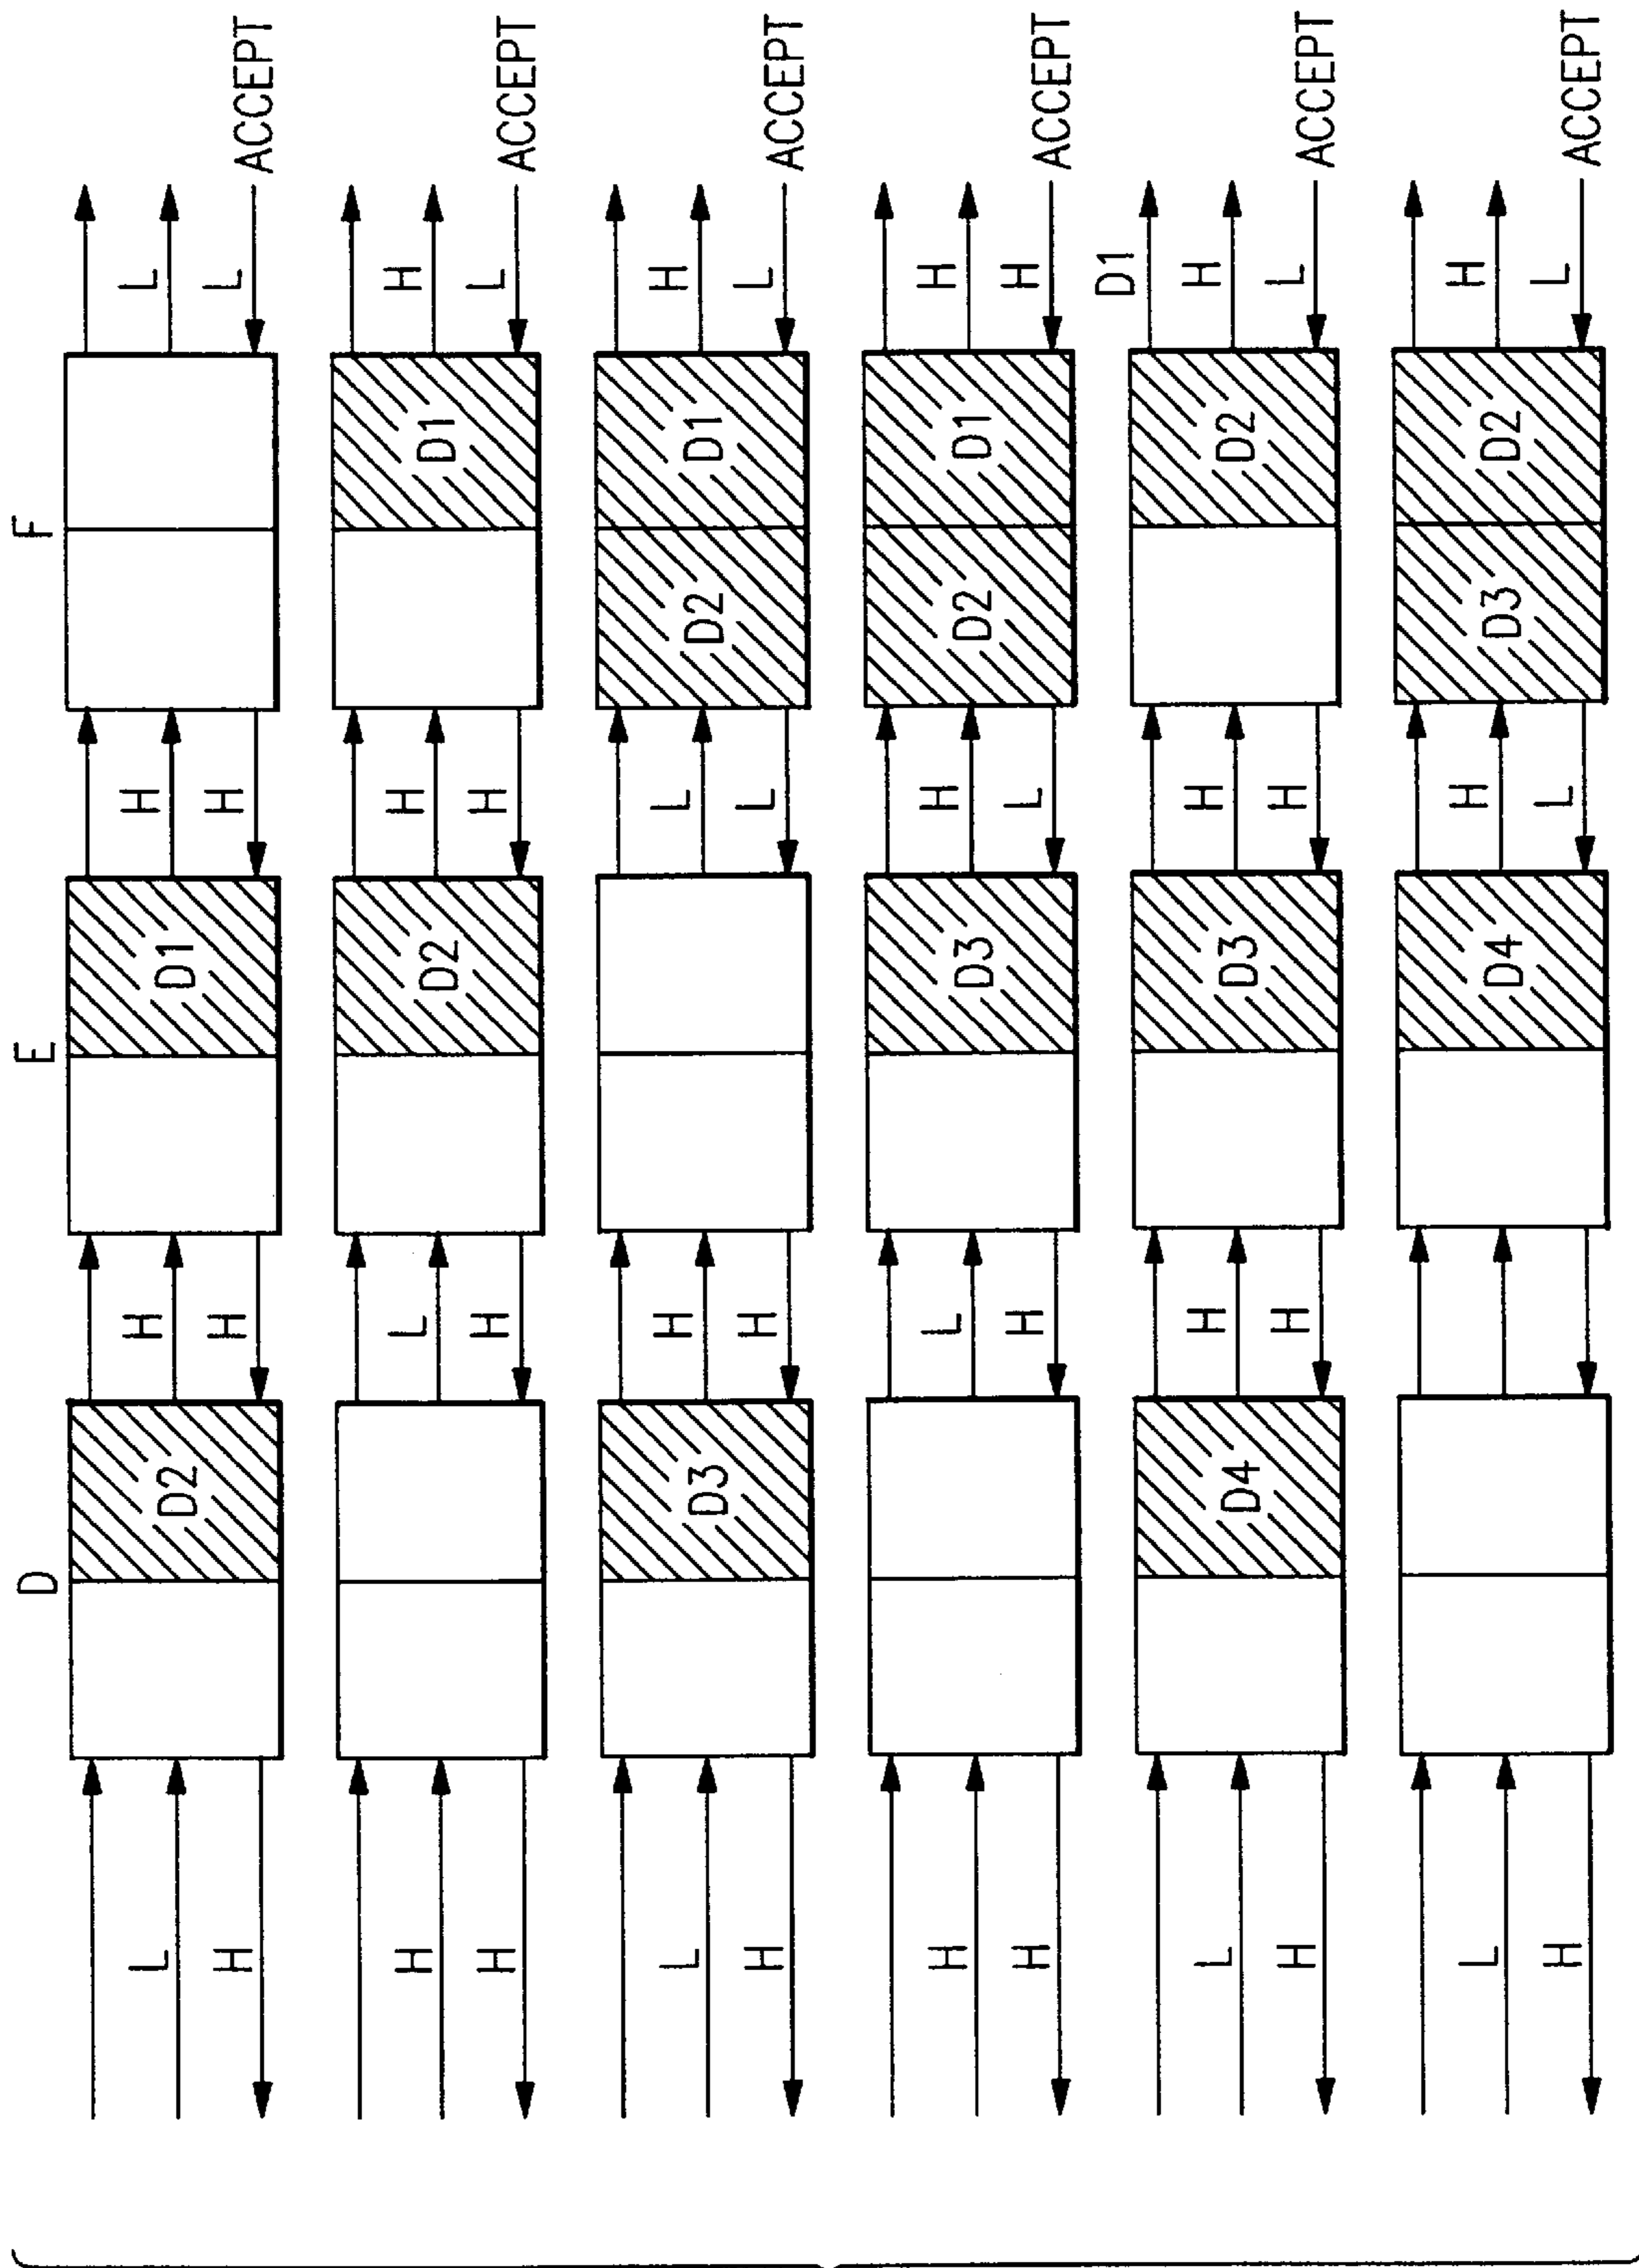 D E F
L H H L
D2 D1
H H H L
ACCEPT
H L H H
D2 D1
H H H L
ACCEPT
L H L H
D3 D2 D1
H H L L
ACCEPT
H L H H
D3 D2 D1
H H L H
ACCEPT
D1
L H H H
D4 D3 D2
H H H L
ACCEPT
L H H
D4 D3 D2
H L L
ACCEPT